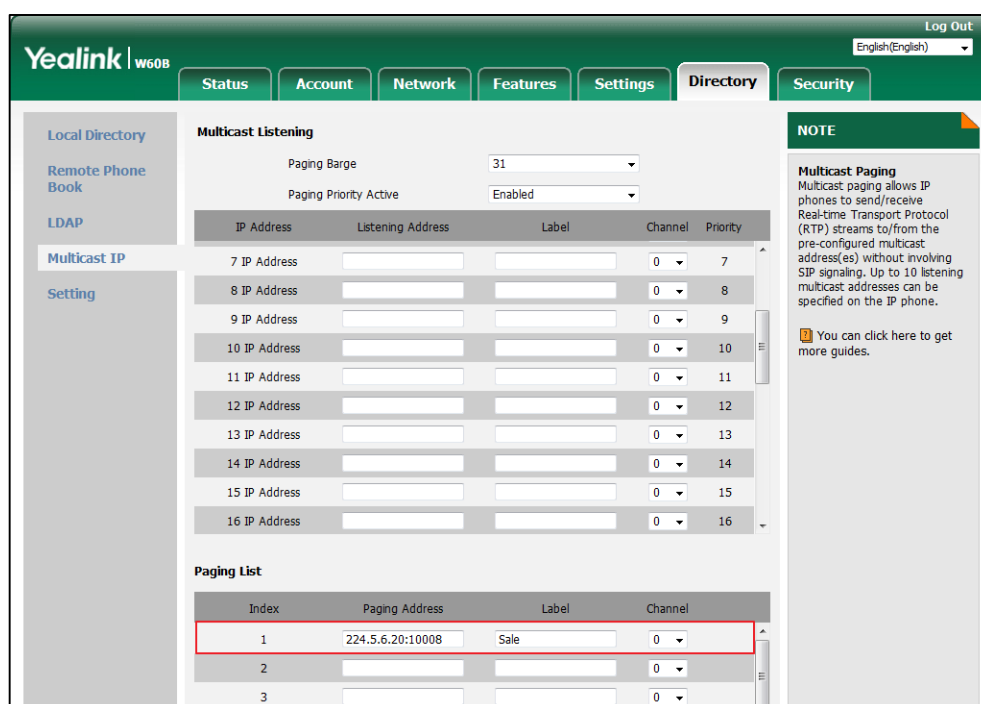 Log Out
Yealink W60B
English(English)
Status Account Network Features Settings Directory Security
Local Directory
Remote Phone
Book
LDAP
Multicast IP
Setting
Multicast Listening
Paging Barge 31
Paging Priority Active Enabled
IP Address Listening Address Label Channel Priority
7 IP Address 0 7
8 IP Address 0 8
9 IP Address 0 9
10 IP Address 0 10
11 IP Address 0 11
12 IP Address 0 12
13 IP Address 0 13
14 IP Address 0 14
15 IP Address 0 15
16 IP Address 0 16
Paging List
Index Paging Address Label Channel
1 224.5.6.20:10008 Sale 0
2 0
3 0
NOTE
Multicast Paging
Multicast paging allows IP
phones to send/receive
Real-time Transport Protocol
(RTP) streams to/from the
pre-configured multicast
address(es) without involving
SIP signaling. Up to 10 listening
multicast addresses can be
specified on the IP phone.
? You can click here to get
more guides.